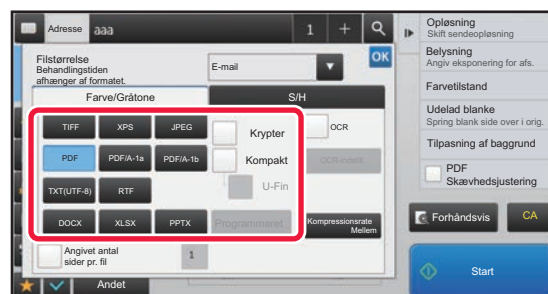 Adresse aaa 1 +
Filstørrelse
Behandlingstiden
afhænger af formatet.
E-mail
OK
Farve/Gråtone
S/H
TIFF XPS JPEG Krypter OCR
PDF PDF/A-1a PDF/A-1b Kompakt OCR-indstil.
TXT(UTF-8) RTF U-Fin
DOCX XLSX PPTX Programmeret Kompressionsrate
Mellem
Angivet antal
sider pr. fil
1
Andet
Opløsning
Skift sendeopløsning
Belysning
Angiv eksponering for afs.
Farvetilstand
Udelad blanke
Spring blank side over i orig.
Tilpasning af baggrund
PDF
Skævhedsjustering
Forhåndsvis
CA
Start